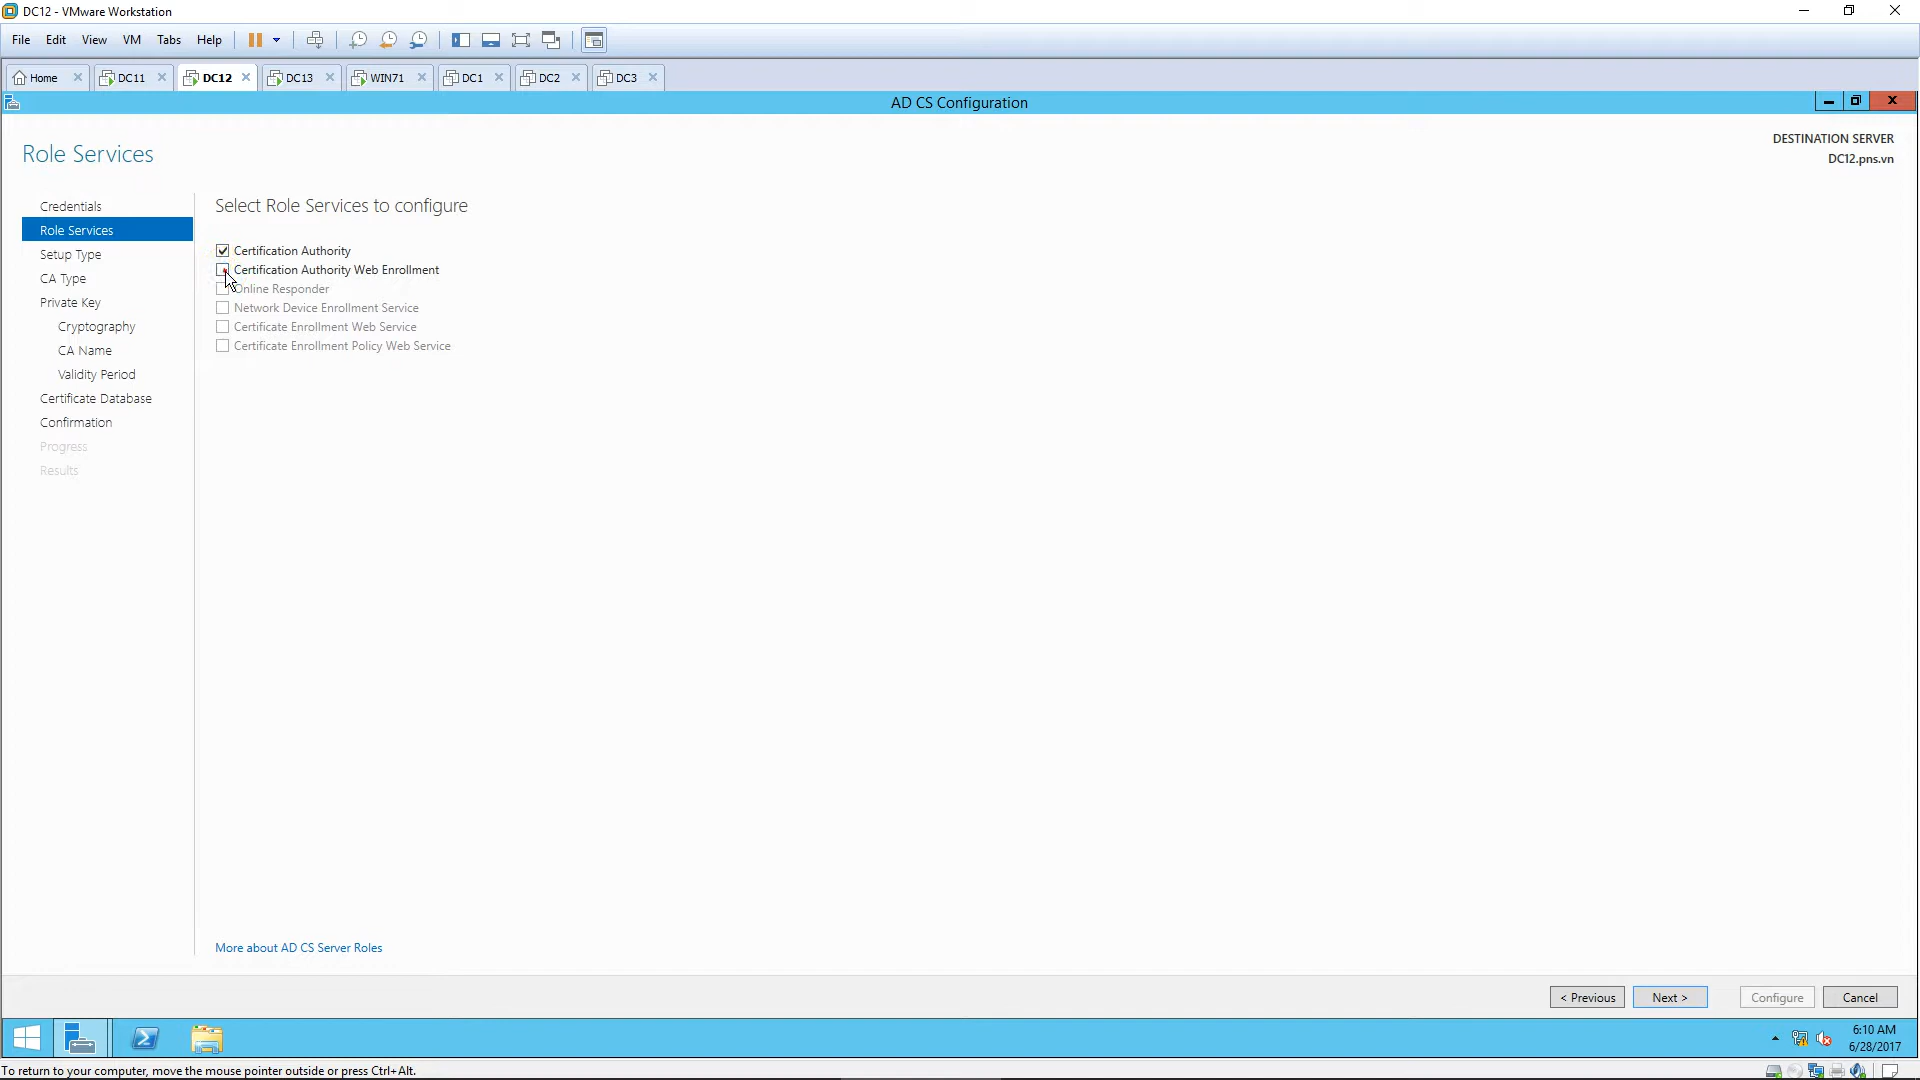 DC12 - VMware Workstation
File Edit View VM Tabs Help
Home DC11 DC12 DC13 WIN71 DC1 DC2 DC3
AD CS Configuration
DESTINATION SERVER
DC12.pns.vn
Role Services
Credentials
Role Services
Setup Type
CA Type
Private Key
Cryptography
CA Name
Validity Period
Certificate Database
Confirmation
Progress
Results
Select Role Services to configure
Certification Authority
Certification Authority Web Enrollment
Online Responder
Network Device Enrollment Service
Certificate Enrollment Web Service
Certificate Enrollment Policy Web Service
More about AD CS Server Roles
< Previous Next > Configure Cancel
6:10 AM
6/28/2017
To return to your computer, move the mouse pointer outside or press Ctrl+Alt.